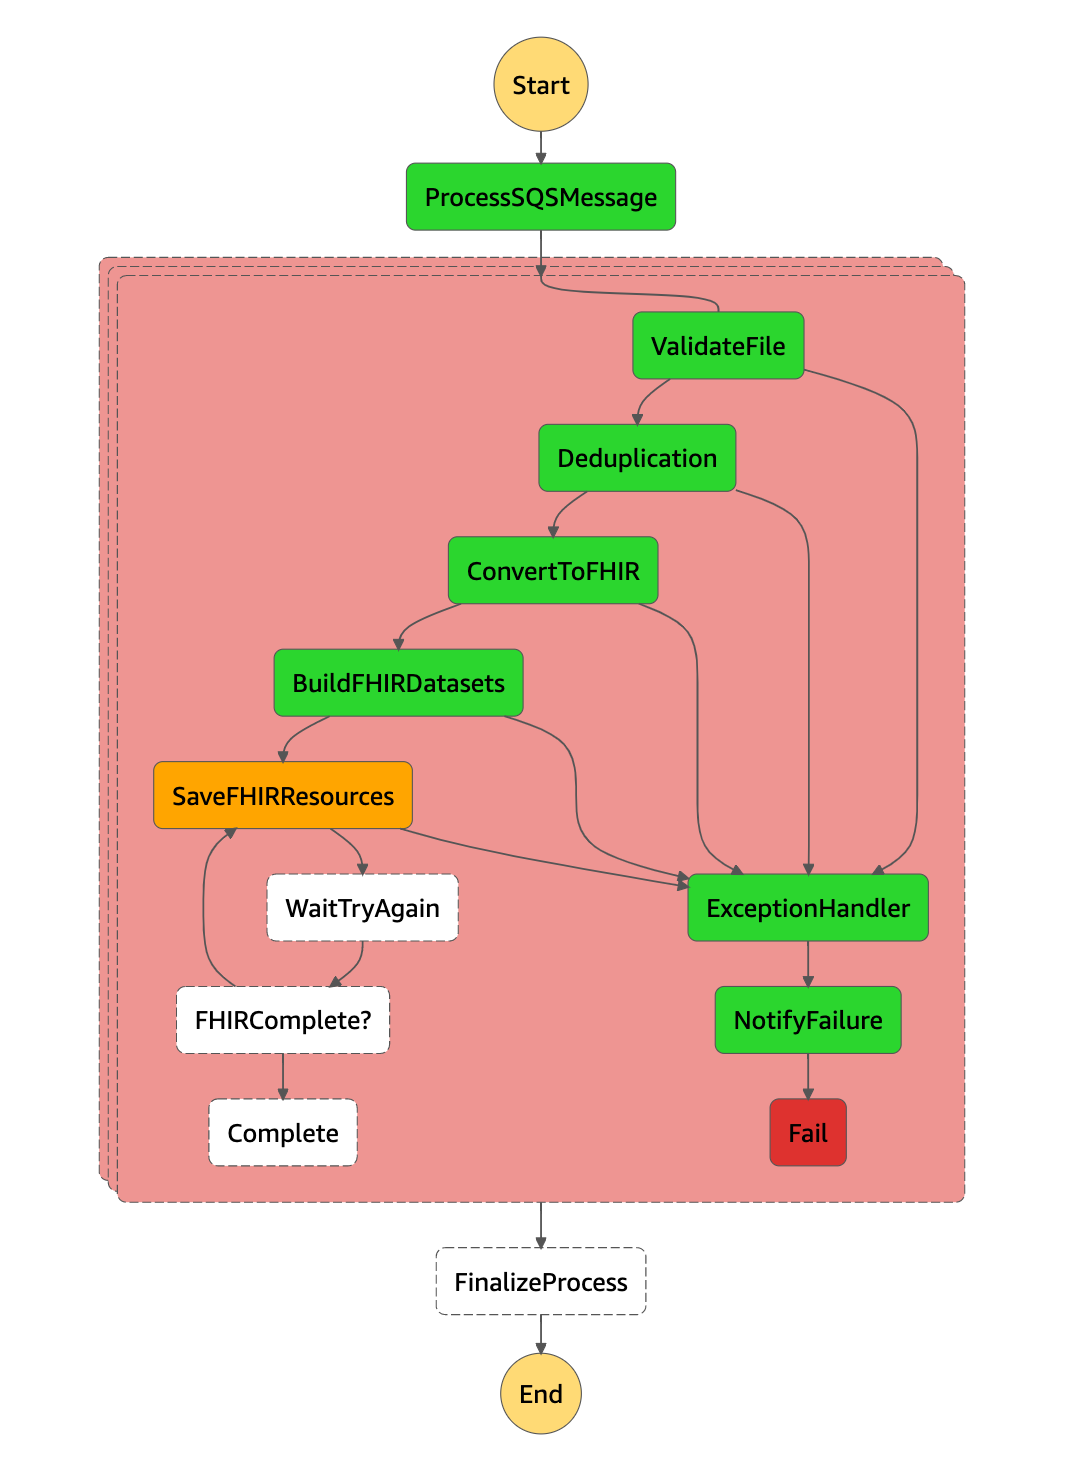 Start
ProcessSQSMessage
ValidateFile
Deduplication
ConvertToFHIR
BuildFHIRDatasets
SaveFHIRResources
WaitTryAgain
ExceptionHandler
FHIRComplete?
NotifyFailure
Complete
Fail
FinalizeProcess
End